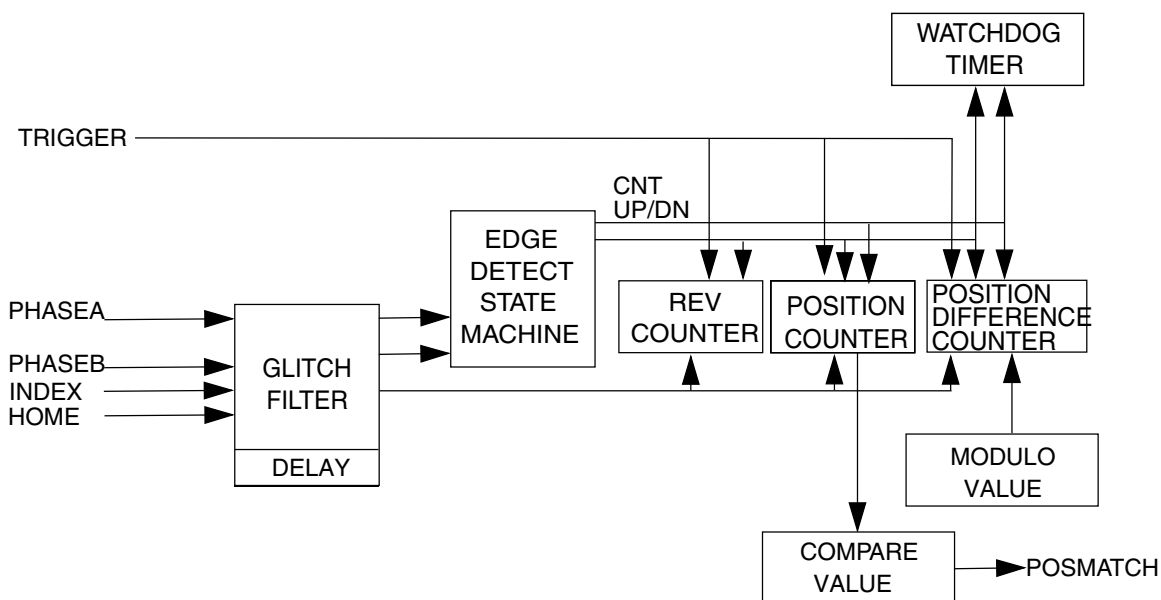 WATCHDOG
TIMER
TRIGGER
CNT
UP/DN
EDGE
DETECT
STATE
MACHINE
PHASEA
PHASEB
INDEX
HOME
GLITCH
FILTER
DELAY
REV
COUNTER
POSITION
COUNTER
POSITION
DIFFERENCE
COUNTER
MODULO
VALUE
COMPARE
VALUE
POSMATCH